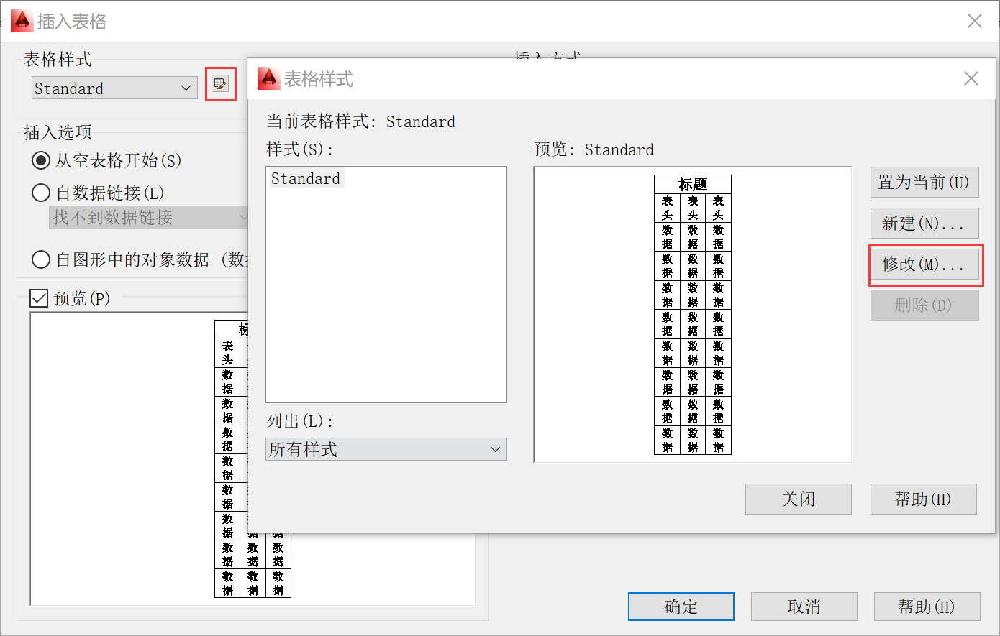 插入表格
表格样式
Standard
插入选项
从空表格开始(S)
自数据链接(L)
找不到数据链接
自图形中的对象数据 (数
预览(P)
表
头
数
据
数
据
数
据
数
据
数
据
数
据
数 数 数
据 据 据
数 数 数
据 据 据
表格样式
当前表格样式: Standard
样式(S):
Standard
列出(L):
所有样式
预览: Standard
标题
表 表 表
头 头 头
数 数 数
据 据 据
数 数 数
据 据 据
数 数 数
据 据 据
数 数 数
据 据 据
数 数 数
据 据 据
数 数 数
据 据 据
数 数 数
据 据 据
数 数 数
据 据 据
置为当前(U)
新建(N)...
修改(M)...
删除(D)
关闭
帮助(H)
确定
取消
帮助(H)